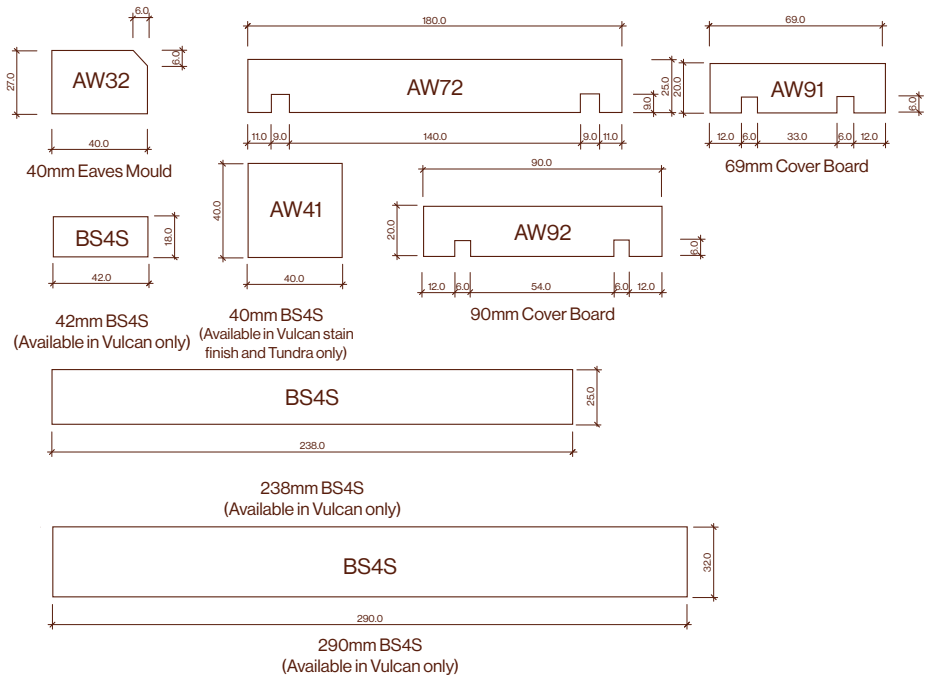 6.0
6.0
27.0
AW32
40.0
40mm Eaves Mould
180.0
AW72
25.0
9.0
11.0
9.0
140.0
9.0
11.0
69.0
20.0
AW91
6.0
12.0
6.0
33.0
6.0
12.0
69mm Cover Board
BS4S
18.0
42.0
42mm BS4S
(Available in Vulcan only)
40.0
AW41
40.0
40mm BS4S
(Available in Vulcan stain
finish and Tundra only)
90.0
20.0
AW92
6.0
12.0
6.0
54.0
6.0
12.0
90mm Cover Board
BS4S
25.0
238.0
238mm BS4S
(Available in Vulcan only)
BS4S
32.0
290.0
290mm BS4S
(Available in Vulcan only)